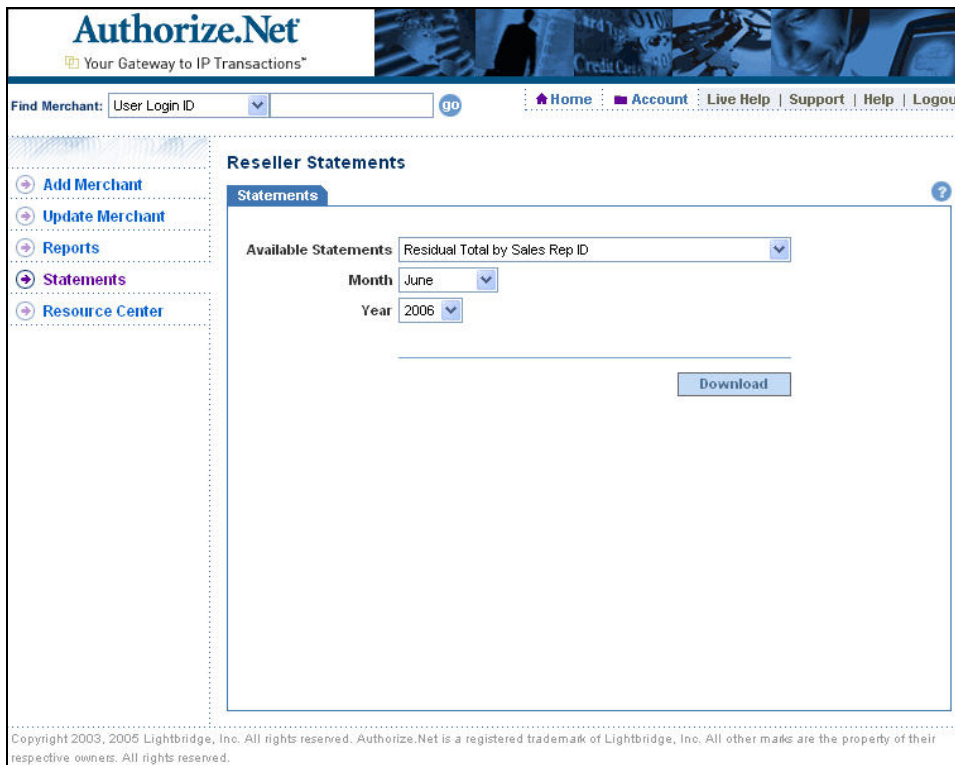 Authorize.Net
Your Gateway to IP Transactions℠
Find Merchant: User Login ID go Home Account Live Help | Support | Help | Logou
Reseller Statements
Add Merchant
Update Merchant
Reports
Statements
Resource Center
Statements ?
Available Statements Residual Total by Sales Rep ID
Month June
Year 2006
Download
Copyright 2003, 2005 Lightbridge, Inc. All rights reserved. Authorize.Net is a registered trademark of Lightbridge, Inc. All other marks are the property of their
respective owners. All rights reserved.